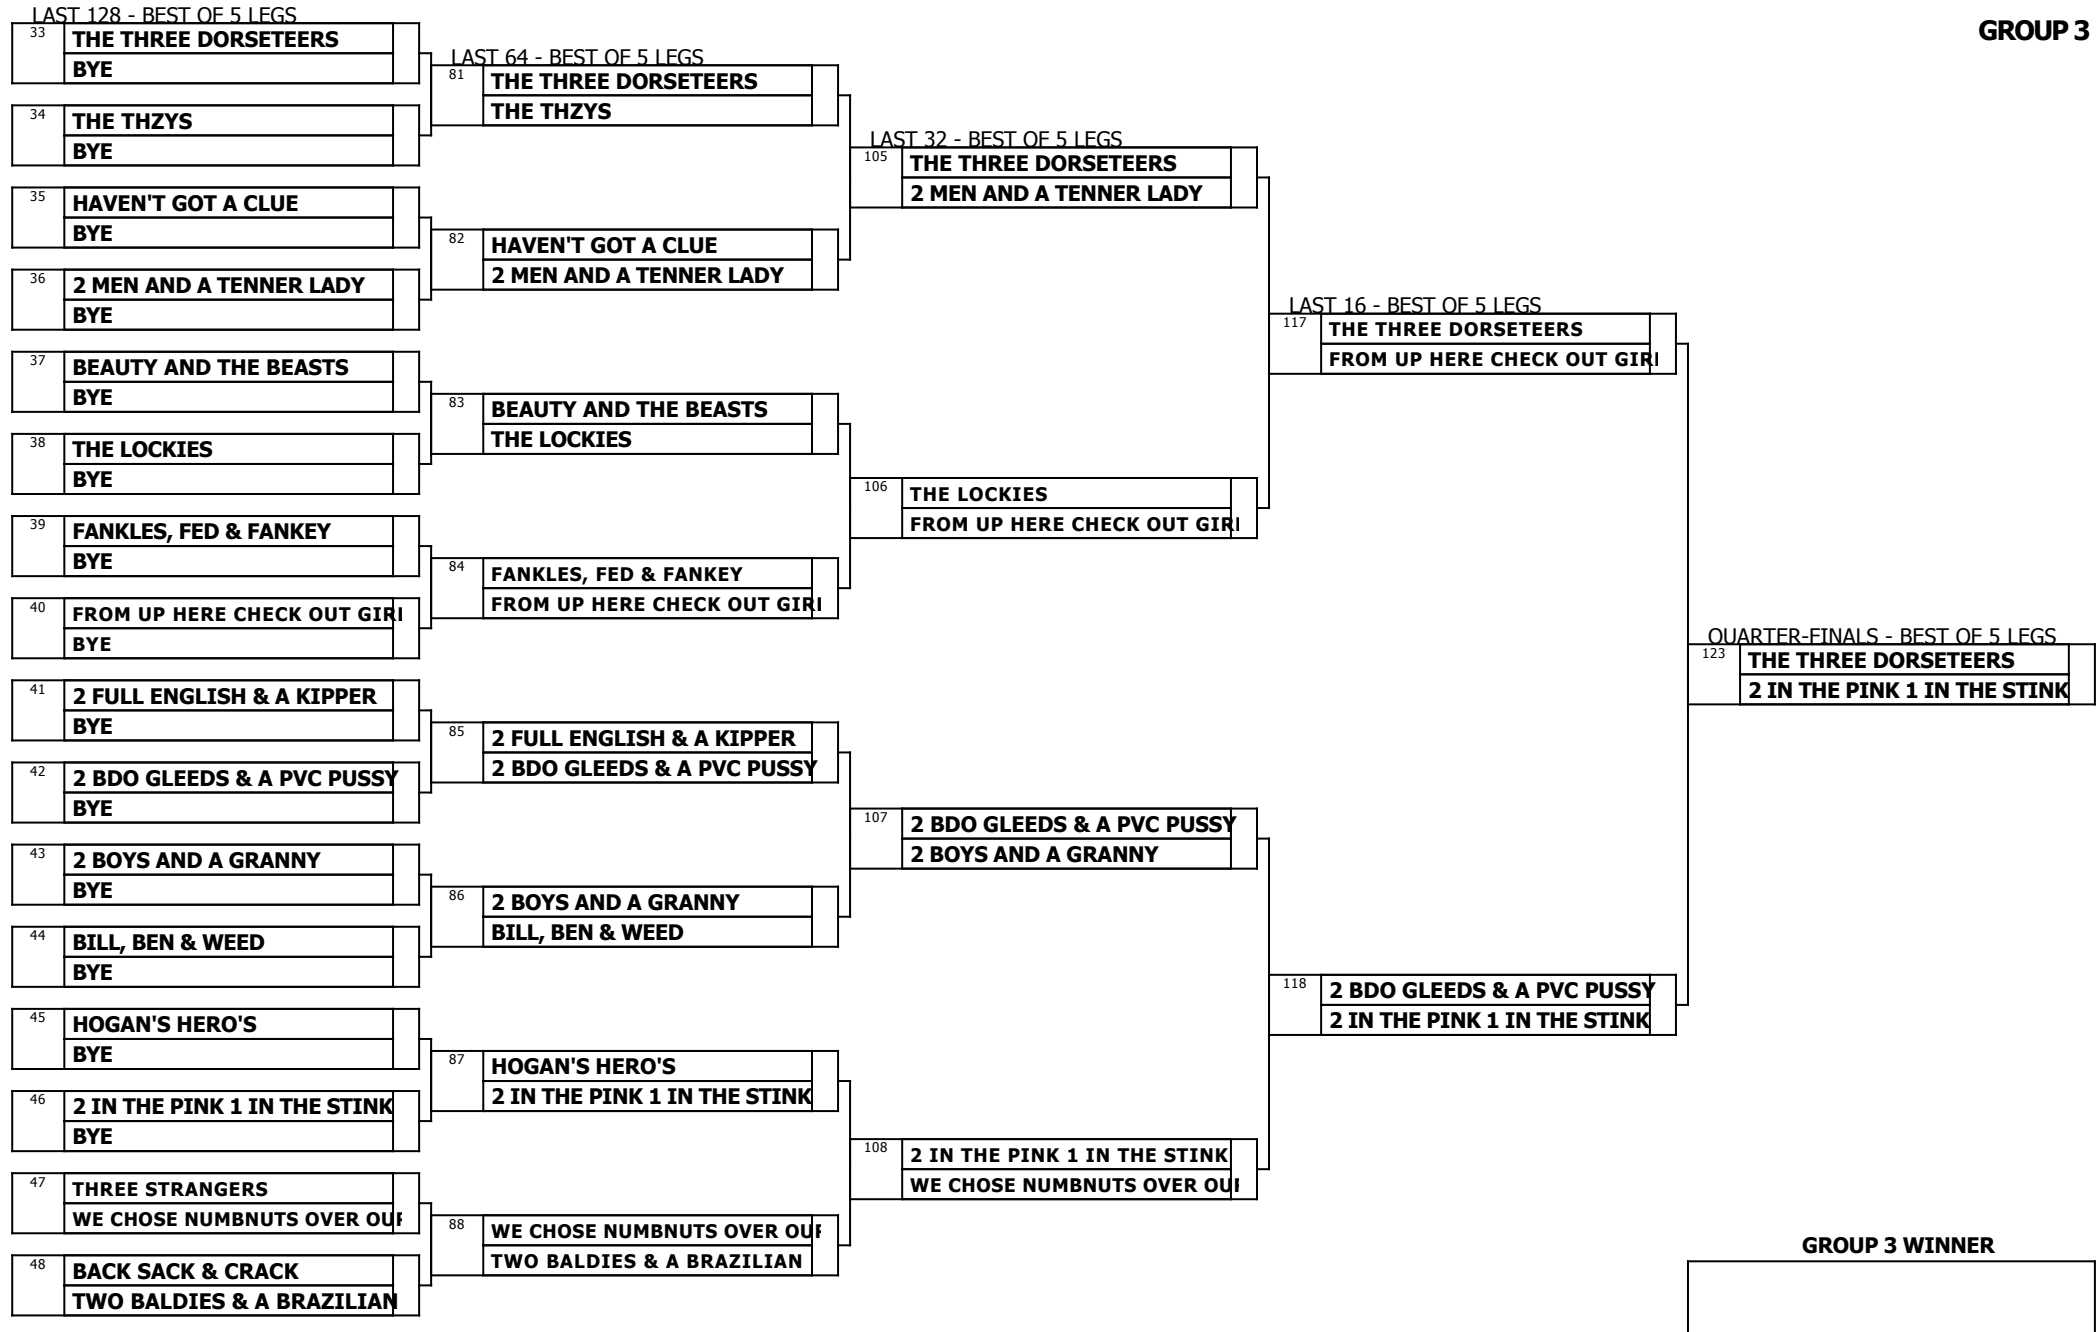 LAST 128 - BEST OF 5 LEGS
33
THE THREE DORSETEERS
BYE
34
THE THZYS
BYE
35
HAVEN'T GOT A CLUE
BYE
36
2 MEN AND A TENNER LADY
BYE
37
BEAUTY AND THE BEASTS
BYE
38
THE LOCKIES
BYE
39
FANKLES, FED & FANKEY
BYE
40
FROM UP HERE CHECK OUT
BYE
41
2 FULL ENGLISH & A KIPPER
BYE
42
2 BDO GLEEDS & A PVC PUSSY
BYE
43
2 BOYS AND A GRANNY
BYE
44
BILL, BEN & WEED
BYE
45
HOGAN'S HERO'S
BYE
46
2 IN THE PINK 1 IN THE STINK
BYE
47
THREE STRANGERS
WE CHOSE NUMBNUTS OVER
48
BACK SACK & CRACK
TWO BALDIES & A BRAZILIAN
LAST 64 - BEST OF 5 LEGS
81
THE THREE DORSETEERS
THE THZYS
82
HAVEN'T GOT A CLUE
2 MEN AND A TENNER LADY
83
BEAUTY AND THE BEASTS
THE LOCKIES
84
FANKLES, FED & FANKEY
FROM UP HERE CHECK OUT
85
2 FULL ENGLISH & A KIPPER
2 BDO GLEEDS & A PVC PUSSY
86
2 BOYS AND A GRANNY
BILL, BEN & WEED
87
HOGAN'S HERO'S
2 IN THE PINK 1 IN THE STINK
88
WE CHOSE NUMBNUTS OVER
TWO BALDIES & A BRAZILIAN
LAST 32 - BEST OF 5 LEGS
105
THE THREE DORSETEERS
2 MEN AND A TENNER LADY
106
THE LOCKIES
FROM UP HERE CHECK OUT
107
2 BDO GLEEDS & A PVC PUSSY
2 BOYS AND A GRANNY
108
2 IN THE PINK 1 IN THE STINK
WE CHOSE NUMBNUTS OVER
LAST 16 - BEST OF 5 LEGS
117
THE THREE DORSETEERS
FROM UP HERE CHECK OUT
118
2 BDO GLEEDS & A PVC PUSSY
2 IN THE PINK 1 IN THE STINK
GROUP 3
QUARTER-FINALS - BEST OF 5 LEGS
123
THE THREE DORSETEERS
2 IN THE PINK 1 IN THE STINK
GROUP 3 WINNER